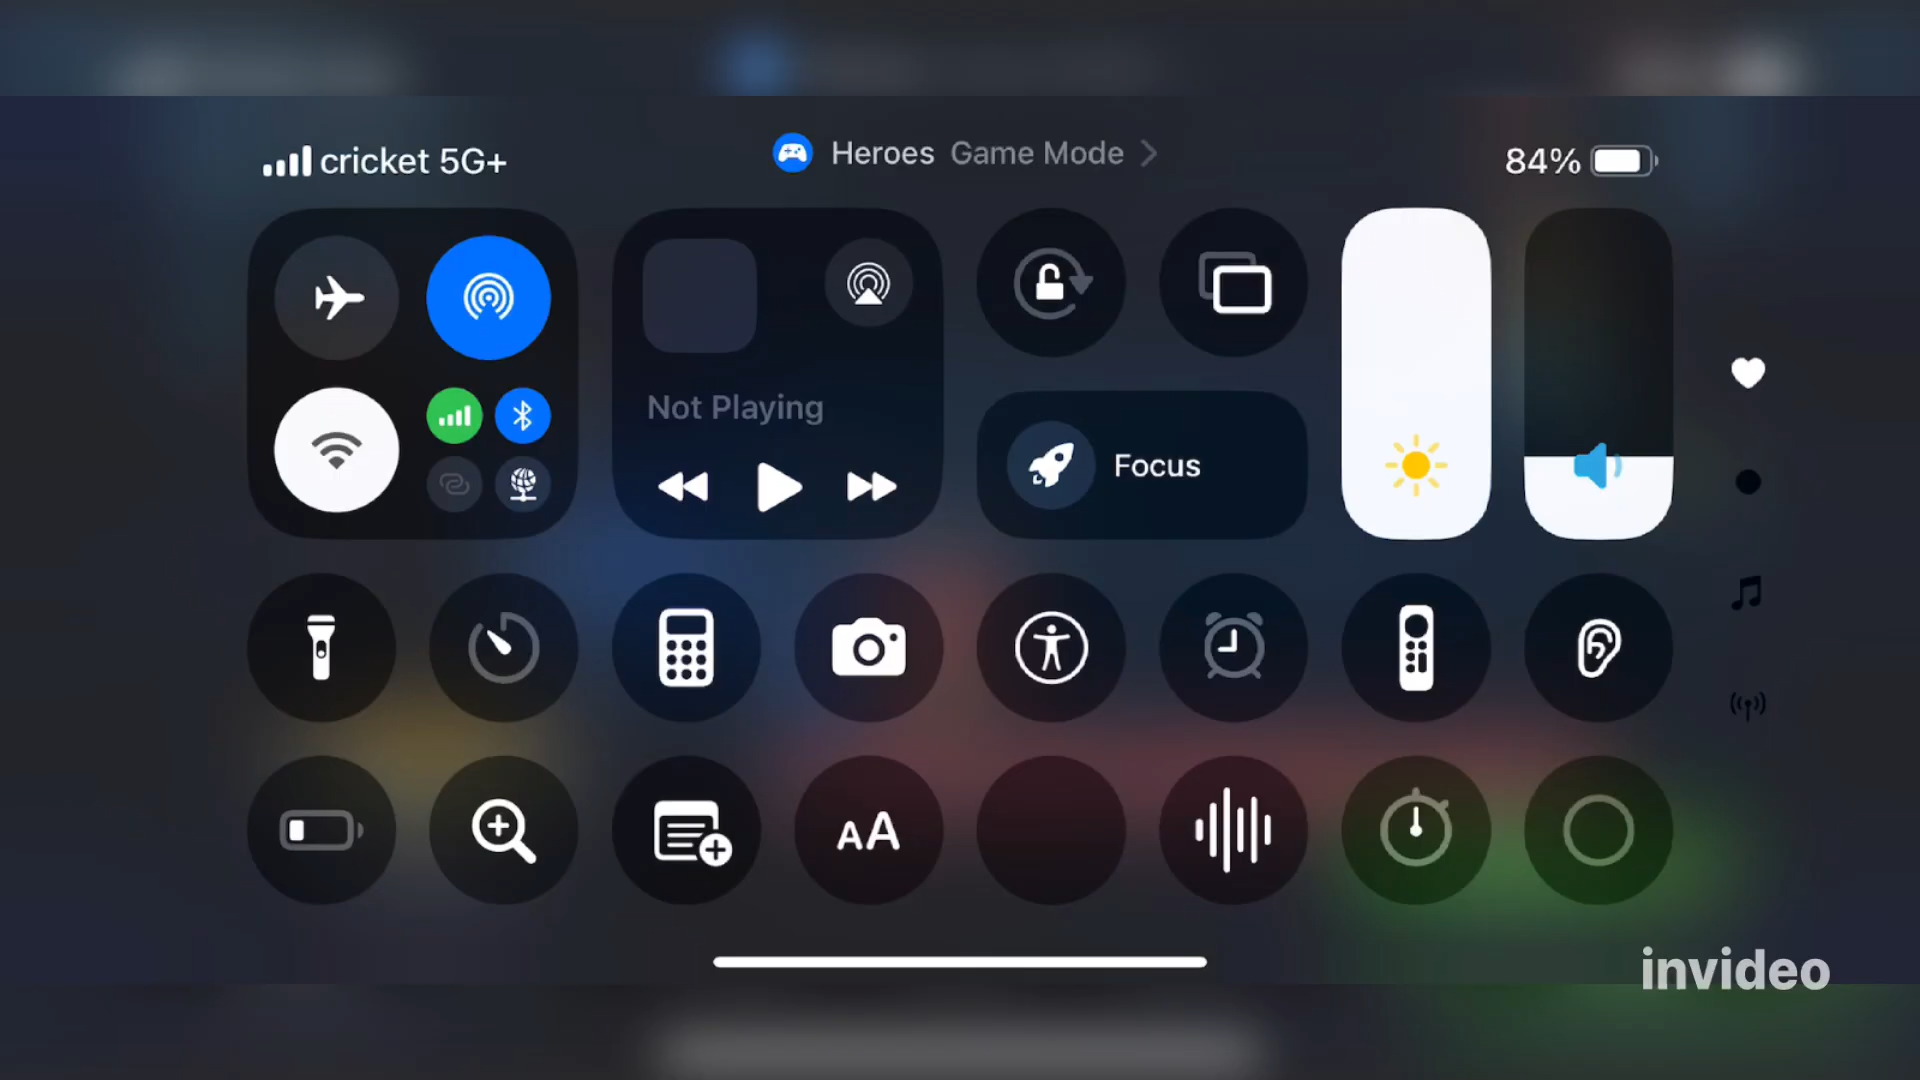 cricket 5G+
Heroes Game Mode
84%
Not Playing
Focus
AA
invideo